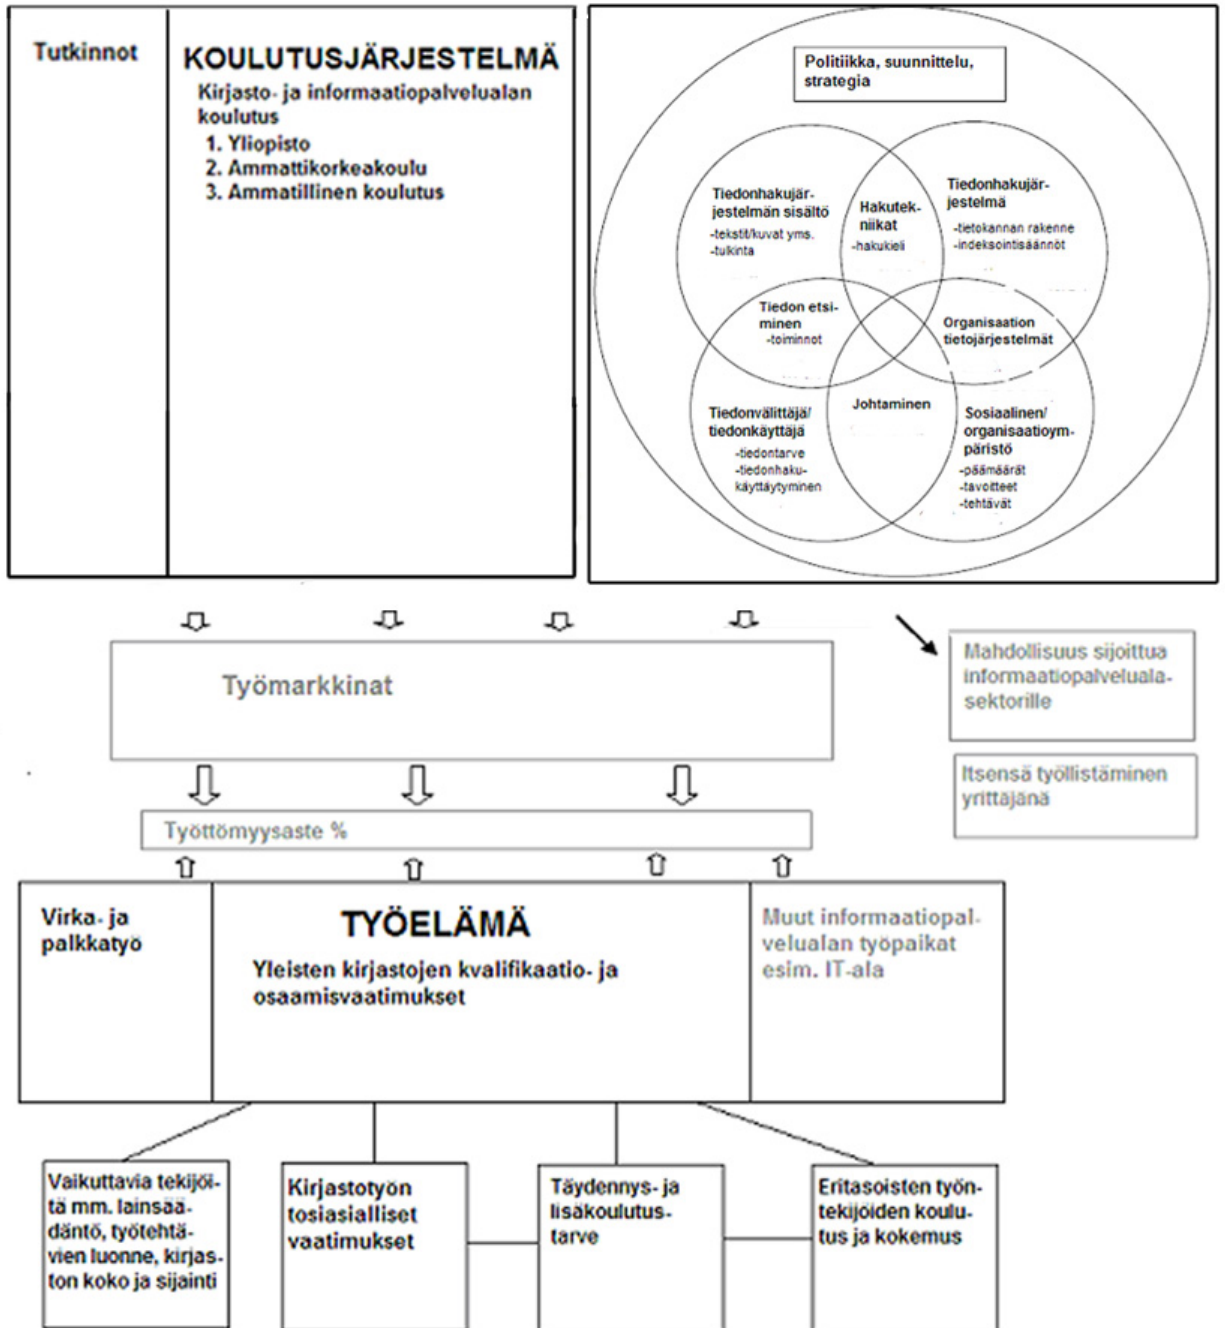 Tutkinnot
KOULUTUSJÄRJESTELMÄ
Kirjasto- ja informaatiopalvelualan
koulutus
1. Yliopisto
2. Ammattikorkeakoulu
3. Ammatillinen koulutus
Politiikka, suunnittelu,
strategia
Tiedonhakujär-
jestelmän sisältö
-tekstit/kuvat yms.
-tulkinta
Hakutek-
niikat
-hakukieli
Tiedonhakujär-
jestelmä
-tietokannan rakenne
-indeksointisäännöt
Tiedon etsi-
minen
-toiminnot
Organisaation
tietojärjestelmät
Tiedonvälittäjä/
tiedonkäyttäjä
-tiedontarve
-tiedonhaku-
käyttäytyminen
Johtaminen
Sosiaalinen/
organisaatioym-
päristö
-päämäärät
-tavoitteet
-tehtävät
Työmarkkinat
Mahdollisuus sijoittua
informaatiopalveluala-
sektorille
Itsensä työllistäminen
yrittäjänä
Työttömyysaste %
Virka- ja
palkkatyö
TYÖELÄMÄ
Yleisten kirjastojen kvalifikaatio- ja
osaamisvaatimukset
Muut informaatiopal-
velualan työpaikat
esim. IT-ala
Vaikuttavia tekijöi-
tä mm. lainsää-
däntö, työtehtä-
vien luonne, kirjas-
ton koko ja sijainti
Kirjastotyön
tosiasialliset
vaatimukset
Täydennys- ja
lisäkoulutus-
tarve
Eritasoisten työn-
tekijöiden koulu-
tus ja kokemus